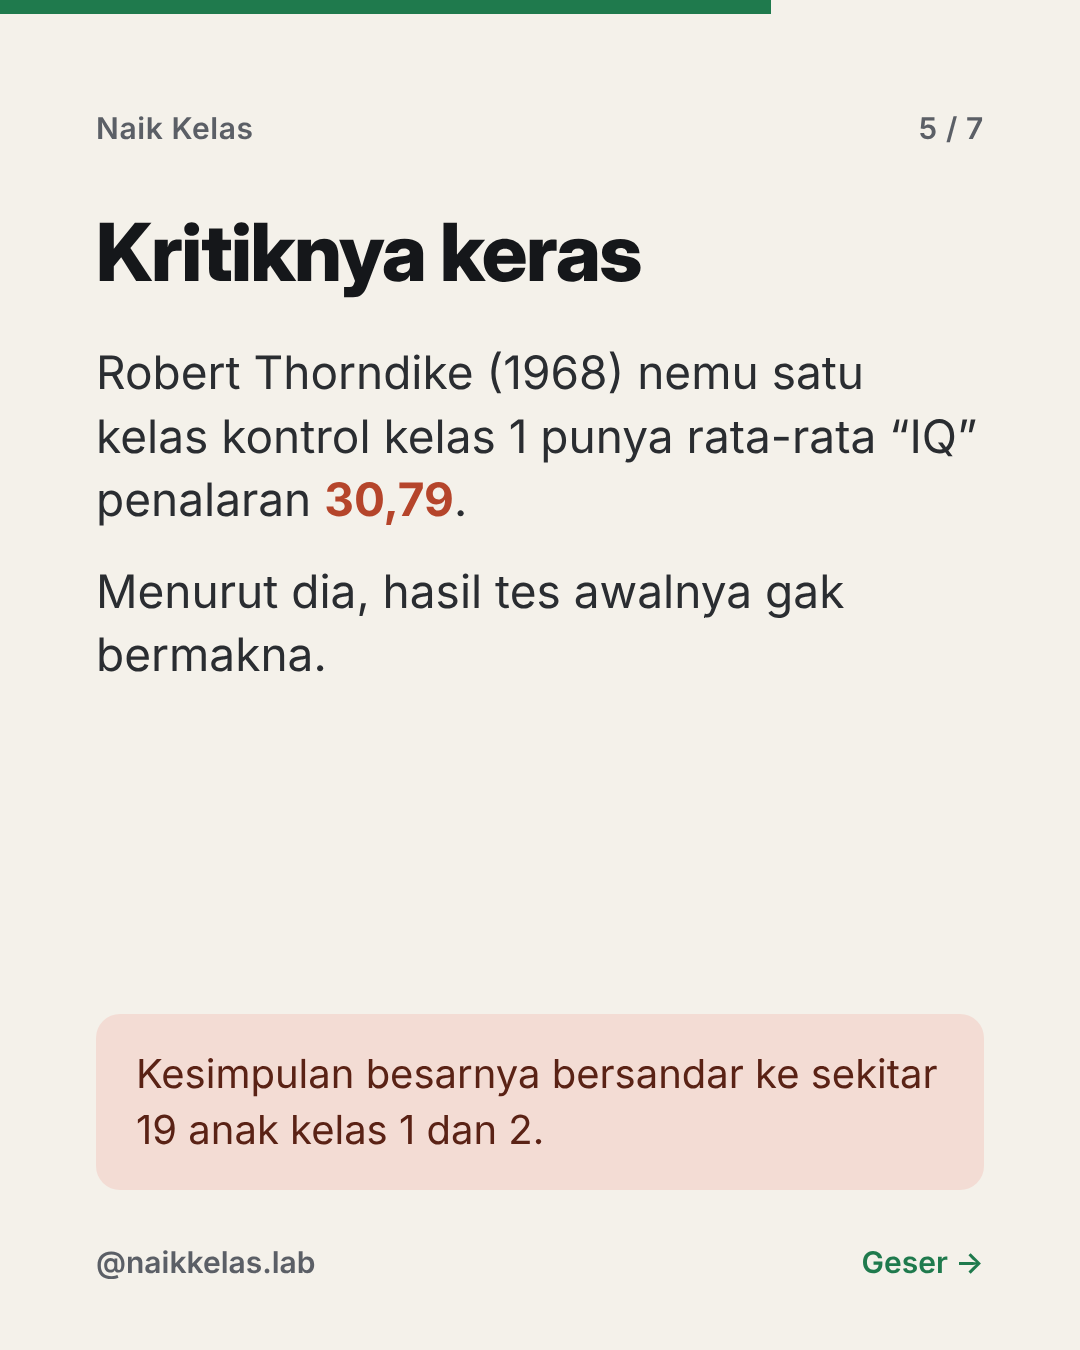 Naik Kelas
5 / 7
Kritiknya keras
Robert Thorndike (1968) nemu satu
kelas kontrol kelas 1 punya rata-rata “IQ”
penalaran 30,79.
Menurut dia, hasil tes awalnya gak
bermakna.
Kesimpulan besarnya bersandar ke sekitar
19 anak kelas 1 dan 2.
@naikkelas.lab
Geser →